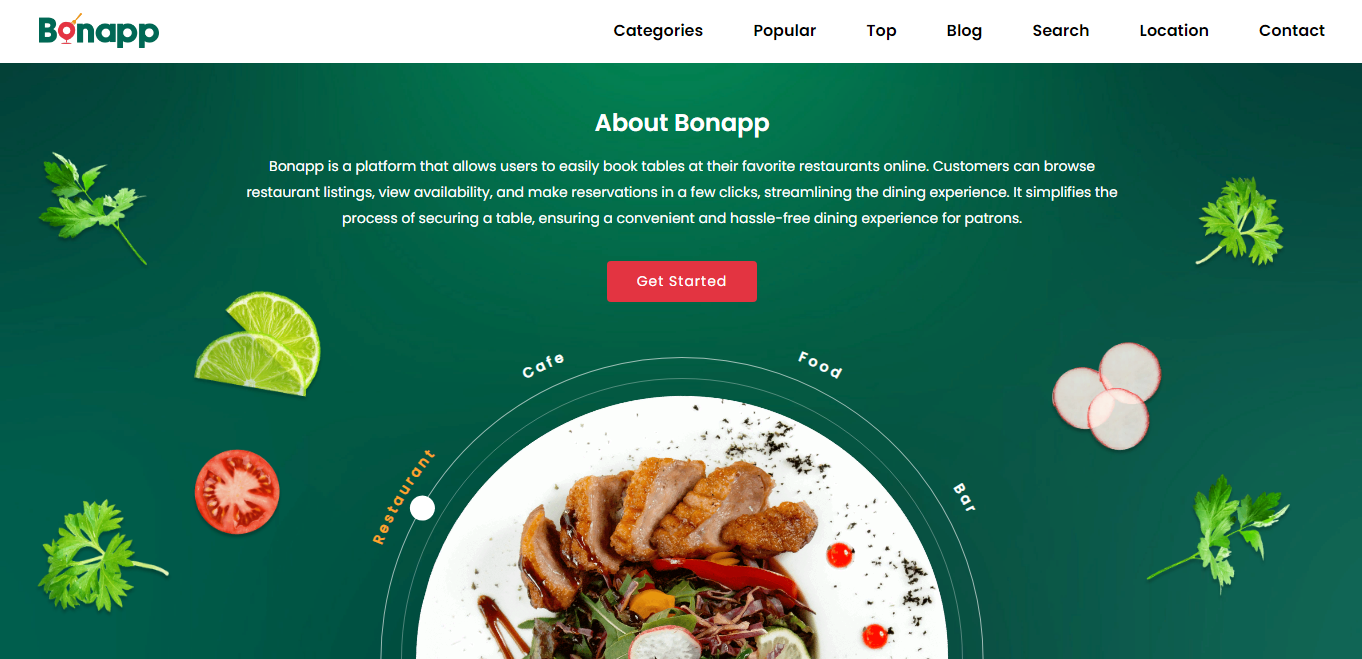 Bonapp
Categories Popular Top Blog Search Location Contact
About Bonapp
Bonapp is a platform that allows users to easily book tables at their favorite restaurants online. Customers can browse
restaurant listings, view availability, and make reservations in a few clicks, streamlining the dining experience. It simplifies the
process of securing a table, ensuring a convenient and hassle-free dining experience for patrons.
Get Started
Restaurant
Cafe
Food
Bar